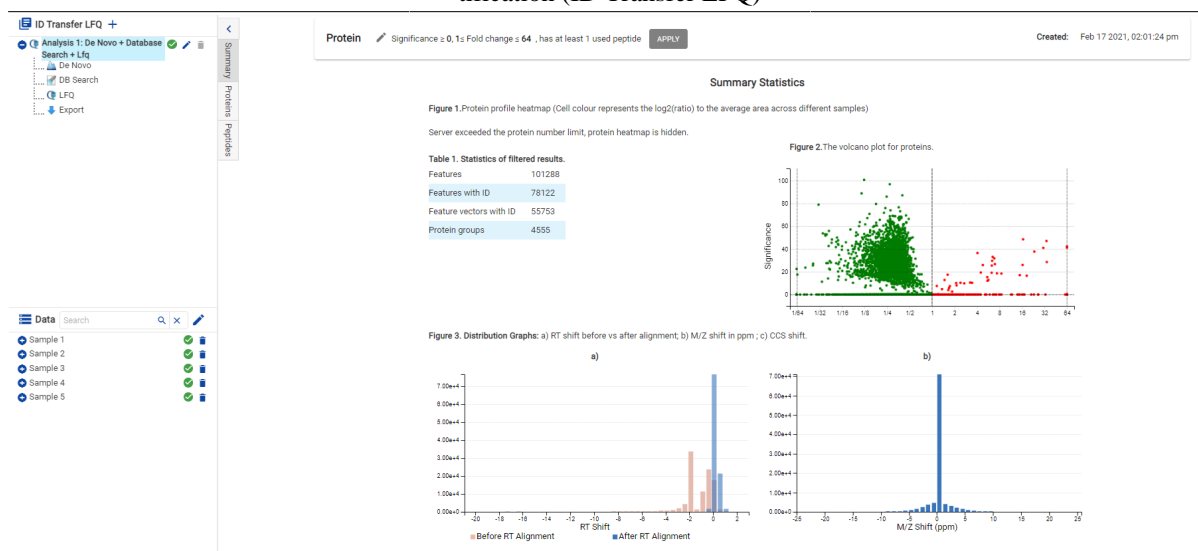 tification (ID-Transfer LFQ)
ID Transfer LFQ +
Analysis 1: De Novo + Database
Search + Lfq
De Novo
DB Search
LFQ
Export
<
Summary
Proteins
Peptides
Protein Significance ≥ 0, 1≤ Fold change ≤ 64 , has at least 1 used peptide APPLY
Created: Feb 17 2021, 02:01:24 pm
Summary Statistics
Figure 1.Protein profile heatmap (Cell colour represents the log2(ratio) to the average area across different samples)
Server exceeded the protein number limit, protein heatmap is hidden.
Table 1. Statistics of filtered results.
Features 101288
Features with ID 78122
Feature vectors with ID 55753
Protein groups 4555
Figure 2.The volcano plot for proteins.
Significance
100
80
60
40
20
0
1/64 1/32 1/16 1/8 1/4 1/2 1 2 4 8 16 32 64
Data Search
Sample 1
Sample 2
Sample 3
Sample 4
Sample 5
Figure 3. Distribution Graphs: a) RT shift before vs after alignment; b) M/Z shift in ppm ; c) CCS shift.
a)
7.00e+4
6.00e+4
5.00e+4
4.00e+4
3.00e+4
2.00e+4
1.00e+4
0.00e+0
-20 -18 -16 -14 -12 -10 -8 -6 -4 -2 0 2
RT Shift
Before RT Alignment After RT Alignment
b)
7.00e+4
6.00e+4
5.00e+4
4.00e+4
3.00e+4
2.00e+4
1.00e+4
0.00e+0
-25 -20 -15 -10 -5 0 5 10 15 20 25
M/Z Shift (ppm)